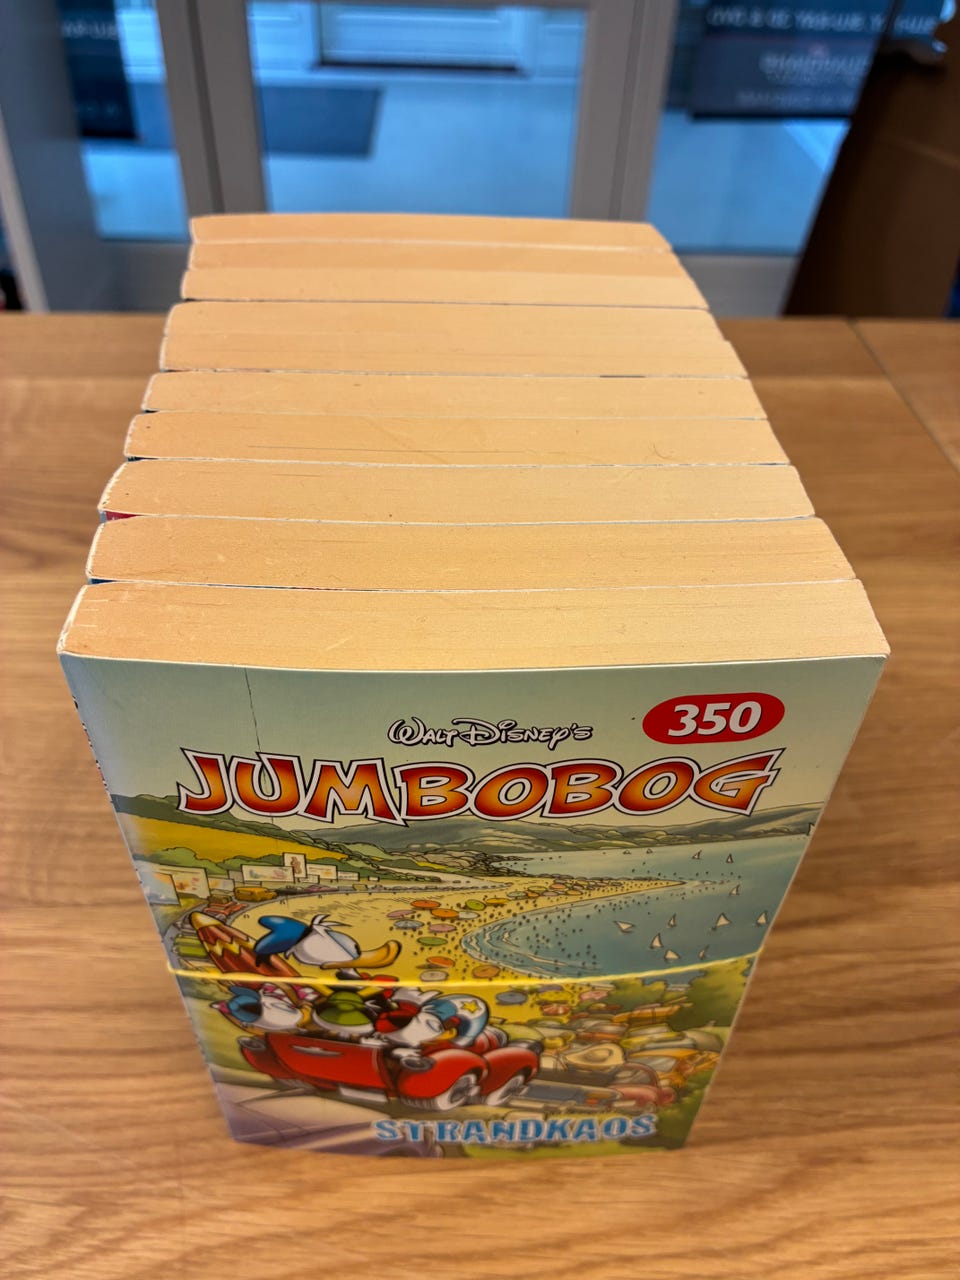 WALT DISNEY'S
350
JUMBOBOG
STRANDKAOS